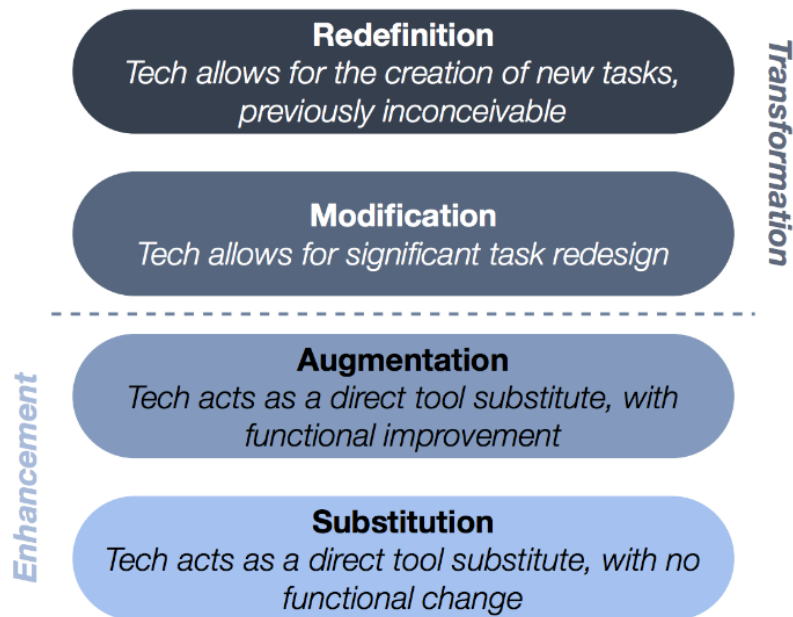 Redefinition
Tech allows for the creation of new tasks,
previously inconceivable
Transformation
Modification
Tech allows for significant task redesign
Augmentation
Tech acts as a direct tool substitute, with
functional improvement
Enhancement
Substitution
Tech acts as a direct tool substitute, with no
functional change